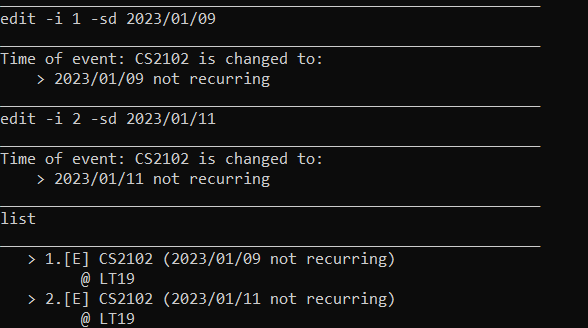 edit -i 1 -sd 2023/01/09
Time of event: CS2102 is changed to:
> 2023/01/09 not recurring
edit -i 2 -sd 2023/01/11
Time of event: CS2102 is changed to:
> 2023/01/11 not recurring
list
> 1.[E] CS2102 (2023/01/09 not recurring)
@ LT19
> 2.[E] CS2102 (2023/01/11 not recurring)
@ LT19